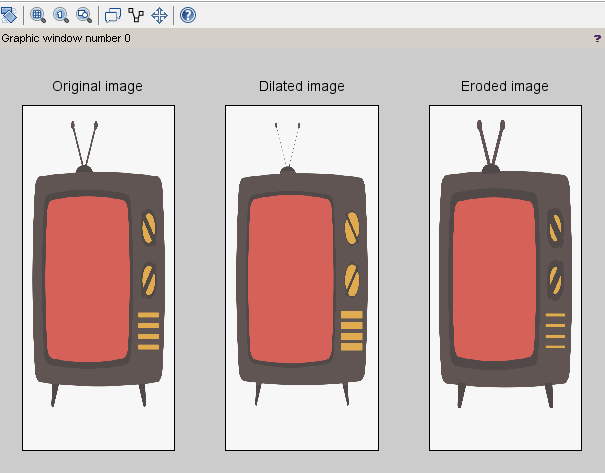 Graphic window number 0
?
Original image
Dilated image
Eroded image